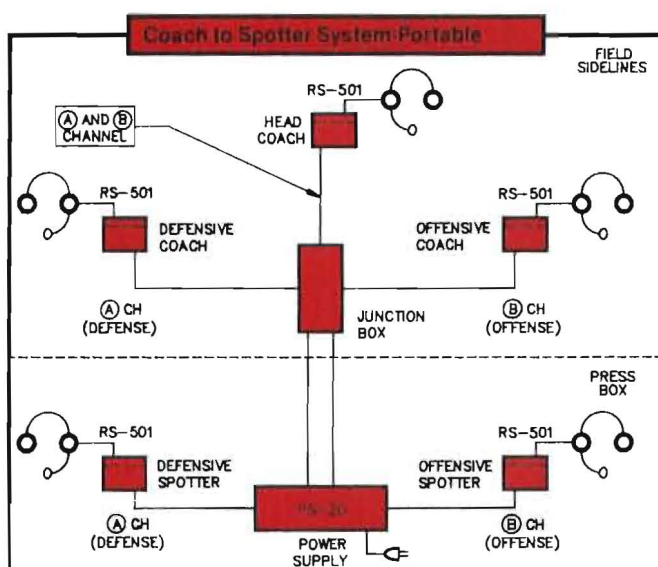 Coach to Spotter System-Portable
FIELD
SIDELINES
RS-501
HEAD
COACH
Ⓐ AND Ⓑ
CHANNEL
RS-501
DEFENSIVE
COACH
RS-501
OFFENSIVE
COACH
Ⓐ CH
(DEFENSE)
JUNCTION
BOX
Ⓑ CH
(OFFENSE)
PRESS
BOX
RS-501
DEFENSIVE
SPOTTER
RS-501
OFFENSIVE
SPOTTER
Ⓐ CH
(DEFENSE)
POWER
SUPPLY
Ⓑ CH
(OFFENSE)